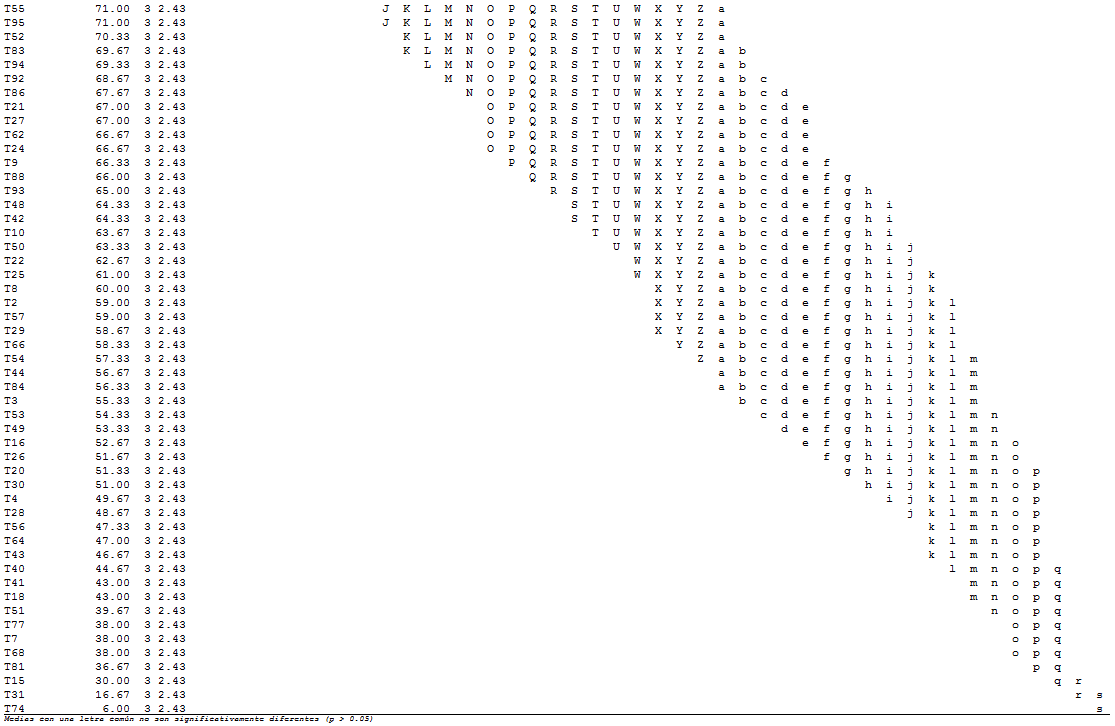 T55 71.00 3 2.43 J K L M N O P Q R S T U W X Y Z a
T95 71.00 3 2.43 J K L M N O P Q R S T U W X Y Z a
T52 70.33 3 2.43 K L M N O P Q R S T U W X Y Z a
T83 69.67 3 2.43 K L M N O P Q R S T U W X Y Z a b
T94 69.33 3 2.43 L M N O P Q R S T U W X Y Z a b
T92 68.67 3 2.43 M N O P Q R S T U W X Y Z a b c
T86 67.67 3 2.43 N O P Q R S T U W X Y Z a b c d
T21 67.00 3 2.43 O P Q R S T U W X Y Z a b c d e
T27 67.00 3 2.43 O P Q R S T U W X Y Z a b c d e
T62 66.67 3 2.43 O P Q R S T U W X Y Z a b c d e
T24 66.67 3 2.43 O P Q R S T U W X Y Z a b c d e
T9 66.33 3 2.43 P Q R S T U W X Y Z a b c d e f
T88 66.00 3 2.43 Q R S T U W X Y Z a b c d e f g
T93 65.00 3 2.43 R S T U W X Y Z a b c d e f g h
T48 64.33 3 2.43 S T U W X Y Z a b c d e f g h i
T42 64.33 3 2.43 S T U W X Y Z a b c d e f g h i
T10 63.67 3 2.43 T U W X Y Z a b c d e f g h i
T50 63.33 3 2.43 U W X Y Z a b c d e f g h i j
T22 62.67 3 2.43 W X Y Z a b c d e f g h i j
T25 61.00 3 2.43 W X Y Z a b c d e f g h i j k
T8 60.00 3 2.43 X Y Z a b c d e f g h i j k
T2 59.00 3 2.43 X Y Z a b c d e f g h i j k l
T57 59.00 3 2.43 X Y Z a b c d e f g h i j k l
T29 58.67 3 2.43 X Y Z a b c d e f g h i j k l
T66 58.33 3 2.43 Y Z a b c d e f g h i j k l
T54 57.33 3 2.43 Z a b c d e f g h i j k l m
T44 56.67 3 2.43 a b c d e f g h i j k l m
T84 56.33 3 2.43 a b c d e f g h i j k l m
T3 55.33 3 2.43 b c d e f g h i j k l m
T53 54.33 3 2.43 c d e f g h i j k l m n
T49 53.33 3 2.43 d e f g h i j k l m n
T16 52.67 3 2.43 e f g h i j k l m n o
T26 51.67 3 2.43 f g h i j k l m n o
T20 51.33 3 2.43 g h i j k l m n o p
T30 51.00 3 2.43 h i j k l m n o p
T4 49.67 3 2.43 i j k l m n o p
T28 48.67 3 2.43 j k l m n o p
T56 47.33 3 2.43 k l m n o p
T64 47.00 3 2.43 k l m n o p
T43 46.67 3 2.43 k l m n o p
T40 44.67 3 2.43 l m n o p q
T41 43.00 3 2.43 m n o p q
T18 43.00 3 2.43 m n o p q
T51 39.67 3 2.43 n o p q
T77 38.00 3 2.43 o p q
T7 38.00 3 2.43 o p q
T68 38.00 3 2.43 o p q
T81 36.67 3 2.43 p q
T15 30.00 3 2.43 q r
T31 16.67 3 2.43 r s
T74 6.00 3 2.43 s
Medias con una letra común no son significativamente diferentes (p > 0.05)